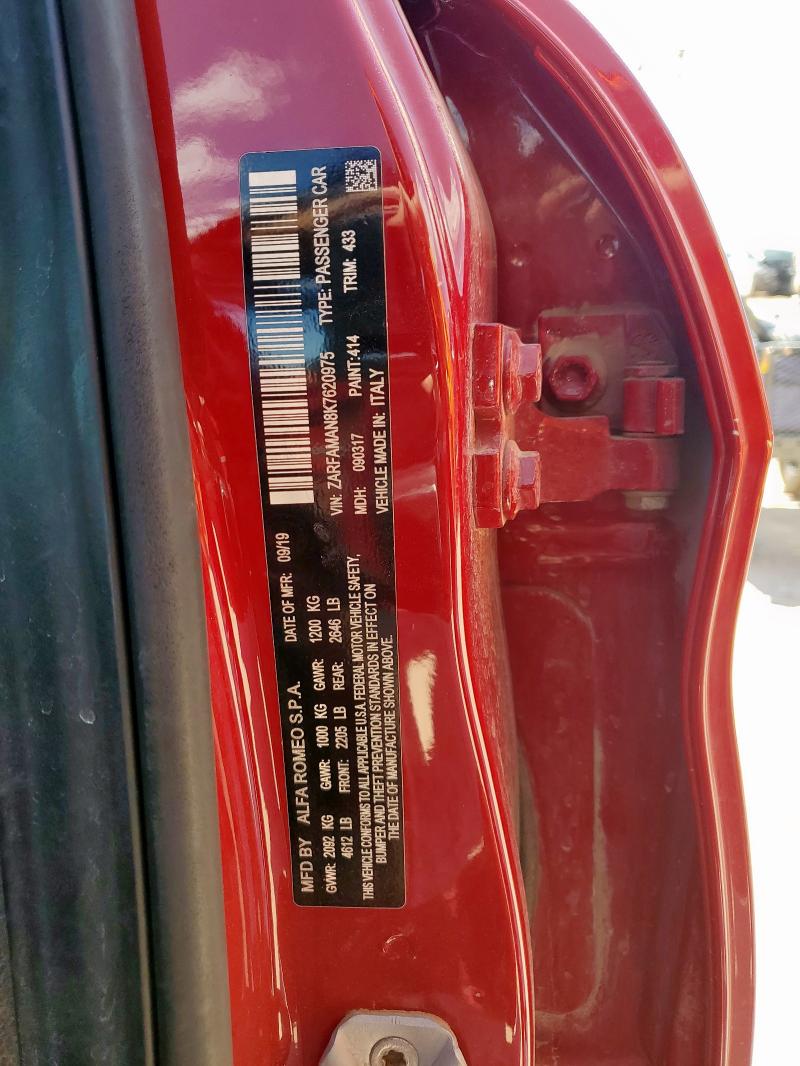 MFD BY ALFA ROMEO S.P.A. DATE OF MFR: 09/19
GVWR: 2092 KG GAWR: 1000 KG GAWR: 1200 KG
4612 LB FRONT: 2205 LB REAR: 2646 LB
THIS VEHICLE CONFORMS TO ALL APPLICABLE U.S.A. FEDERAL MOTOR VEHICLE SAFETY,
BUMPER AND THEFT PREVENTION STANDARDS IN EFFECT ON
THE DATE OF MANUFACTURE SHOWN ABOVE.
VIN: ZARFAMAN8K7620975 TYPE: PASSENGER CAR
MDH: 090317 PAINT:414 TRIM: 433
VEHICLE MADE IN: ITALY